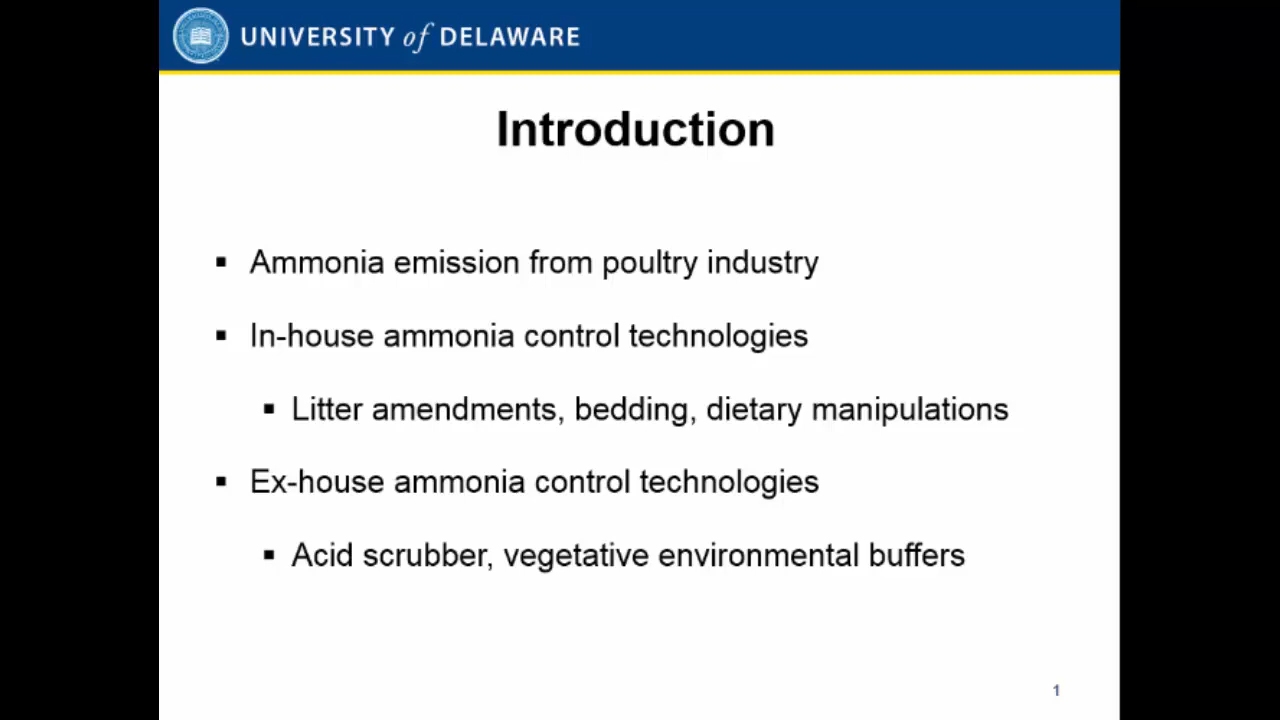 UNIVERSITY of DELAWARE
Introduction
▪ Ammonia emission from poultry industry
▪ In-house ammonia control technologies
▪ Litter amendments, bedding, dietary manipulations
▪ Ex-house ammonia control technologies
▪ Acid scrubber, vegetative environmental buffers
1